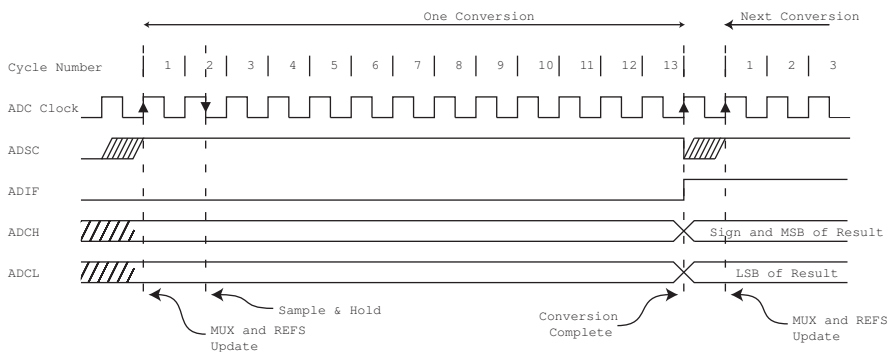 One Conversion
Next Conversion
Cycle Number 1 2 3 4 5 6 7 8 9 10 11 12 13 1 2 3
ADC Clock
ADSC
ADIF
ADCH Sign and MSB of Result
ADCL LSB of Result
MUX and REFS
Update
Sample & Hold
Conversion
Complete
MUX and REFS
Update